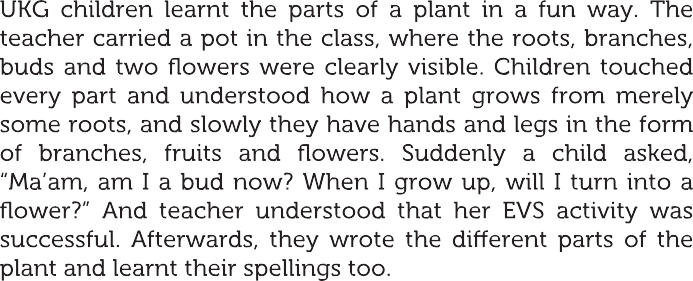 UKG children learnt the parts of a plant in a fun way. The
teacher carried a pot in the class, where the roots, branches,
buds and two flowers were clearly visible. Children touched
every part and understood how a plant grows from merely
some roots, and slowly they have hands and legs in the form
of branches, fruits and flowers. Suddenly a child asked,
“Ma’am, am I a bud now? When I grow up, will I turn into a
flower?” And teacher understood that her EVS activity was
successful. Afterwards, they wrote the different parts of the
plant and learnt their spellings too.